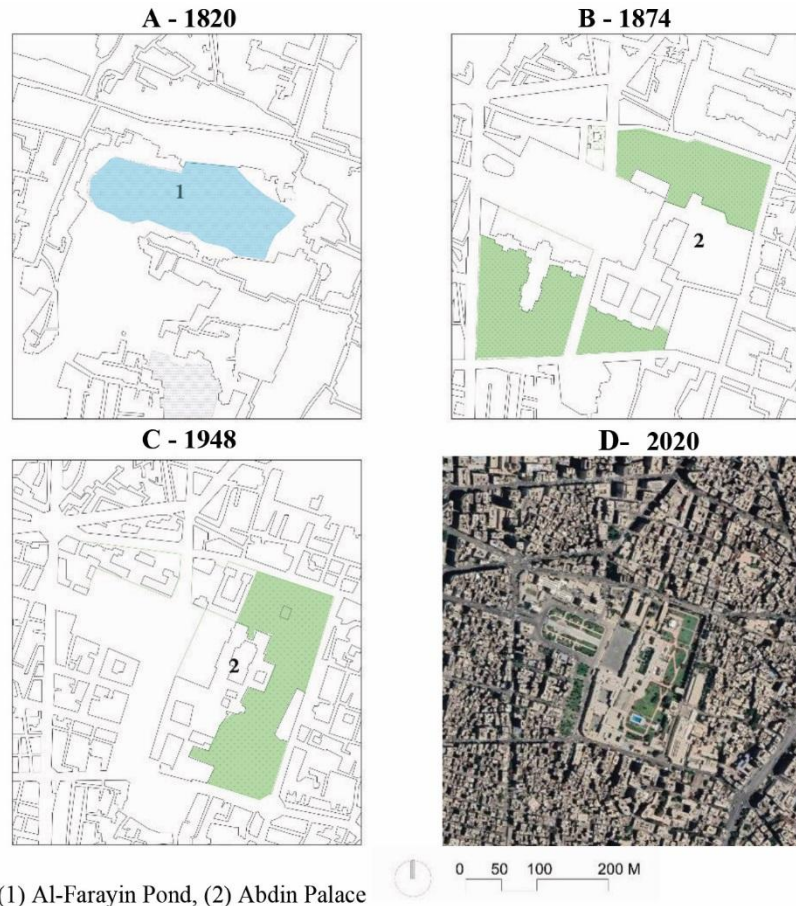 A - 1820
B - 1874
1
2
C - 1948
D- 2020
2
0 50 100 200 M
(1) Al-Farayin Pond, (2) Abdin Palace